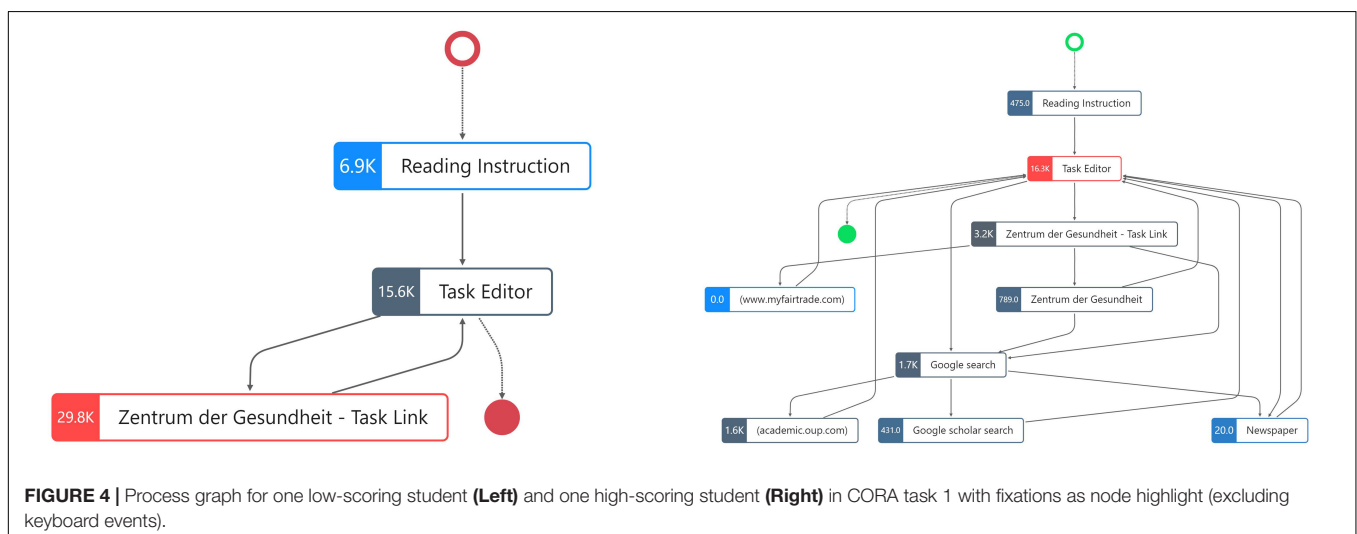 6.9K Reading Instruction
15.6K Task Editor
29.8K Zentrum der Gesundheit - Task Link
475.0 Reading Instruction
16.3K Task Editor
3.2K Zentrum der Gesundheit - Task Link
0.0 (www.myfairtrade.com)
789.0 Zentrum der Gesundheit
1.7K Google search
1.6K (academic.oup.com)
431.0 Google scholar search
20.0 Newspaper
FIGURE 4 | Process graph for one low-scoring student (Left) and one high-scoring student (Right) in CORA task 1 with fixations as node highlight (excluding
keyboard events).